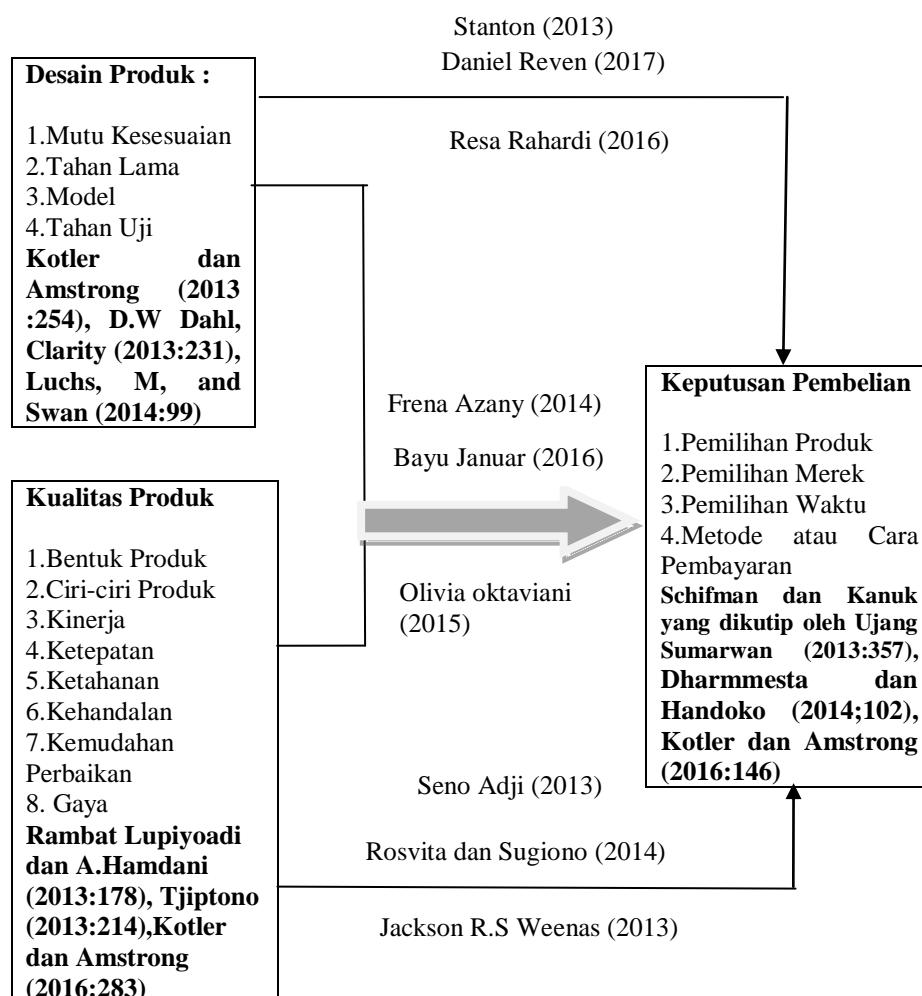 Stanton (2013)
Daniel Reven (2017)
Desain Produk :
1.Mutu Kesesuaian
2.Tahan Lama
3.Model
4.Tahan Uji
Kotler dan
Amstrong (2013
:254), D.W Dahl,
Clarity (2013:231),
Luchs, M, and
Swan (2014:99)
Resa Rahardi (2016)
Frena Azany (2014)
Bayu Januar (2016)
Olivia oktaviani
(2015)
Keputusan Pembelian
1.Pemilihan Produk
2.Pemilihan Merek
3.Pemilihan Waktu
4.Metode atau Cara
Pembayaran
Schifman dan Kanuk
yang dikutip oleh Ujang
Sumarwan (2013:357),
Dharmmesta dan
Handoko (2014;102),
Kotler dan Amstrong
(2016:146)
Kualitas Produk
1.Bentuk Produk
2.Ciri-ciri Produk
3.Kinerja
4.Ketepatan
5.Ketahanan
6.Kehandalan
7.Kemudahan
Perbaikan
8. Gaya
Rambat Lupiyoadi
dan A.Hamdani
(2013:178), Tjiptono
(2013:214),Kotler
dan Amstrong
(2016:283)
Seno Adji (2013)
Rosvita dan Sugiono (2014)
Jackson R.S Weenas (2013)